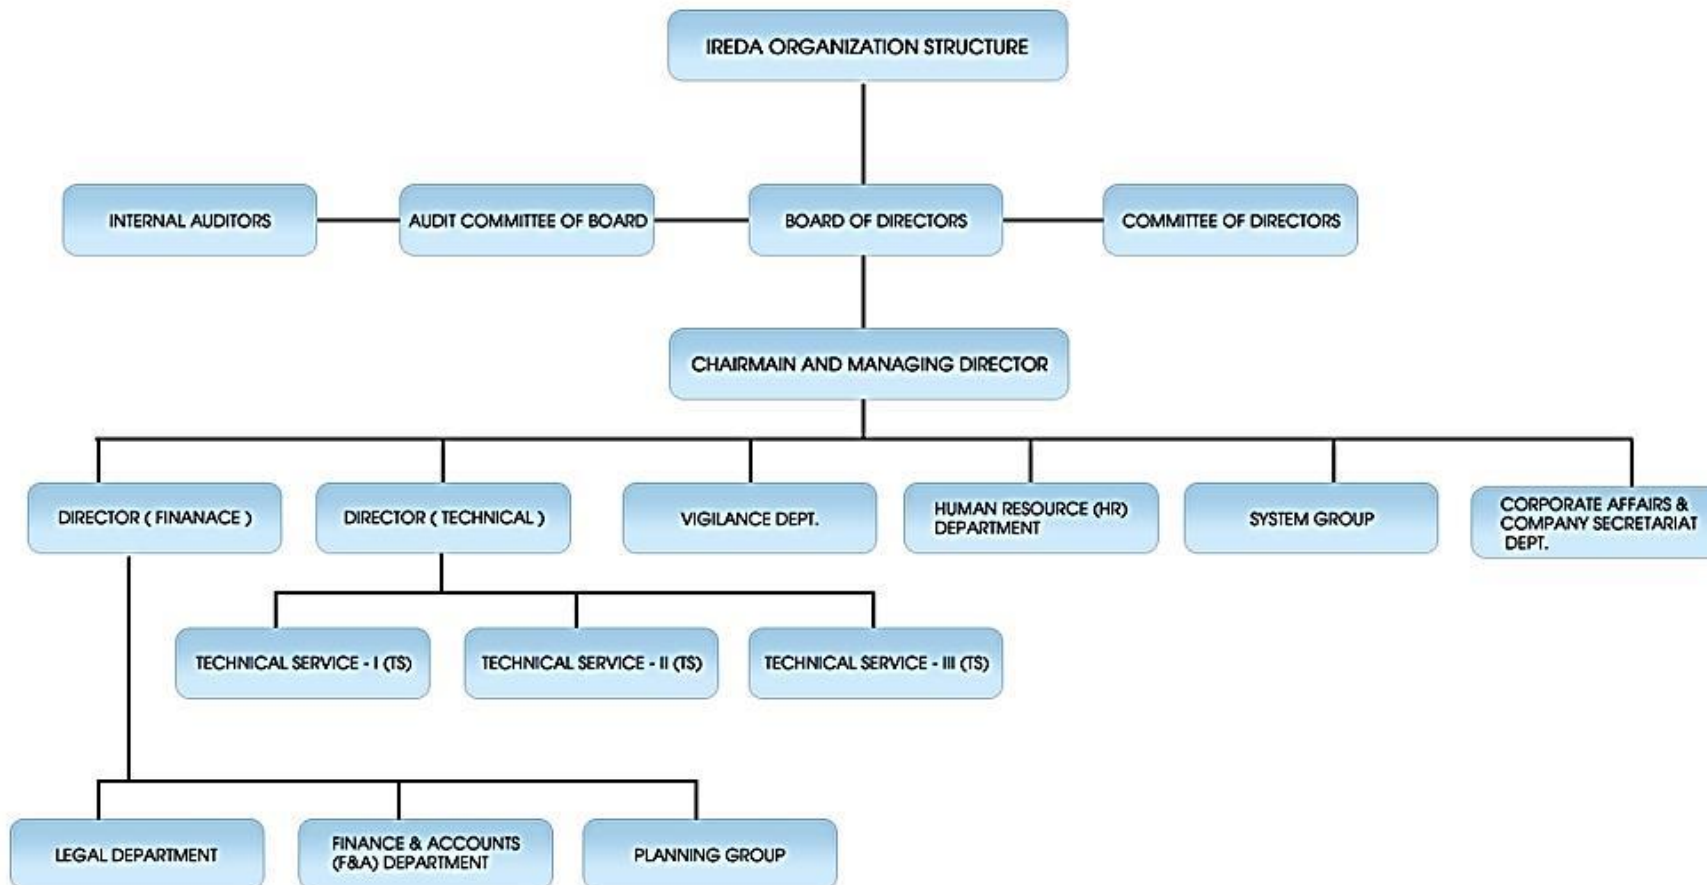 IREDA ORGANIZATION STRUCTURE
INTERNAL AUDITORS
AUDIT COMMITTEE OF BOARD
BOARD OF DIRECTORS
COMMITTEE OF DIRECTORS
CHAIRMAIN AND MANAGING DIRECTOR
DIRECTOR ( FINANACE )
DIRECTOR ( TECHNICAL )
VIGILANCE DEPT.
HUMAN RESOURCE (HR)
DEPARTMENT
SYSTEM GROUP
CORPORATE AFFAIRS &
COMPANY SECRETARIAT
DEPT.
TECHNICAL SERVICE - I (TS)
TECHNICAL SERVICE - II (TS)
TECHNICAL SERVICE - III (TS)
LEGAL DEPARTMENT
FINANCE & ACCOUNTS
(F&A) DEPARTMENT
PLANNING GROUP